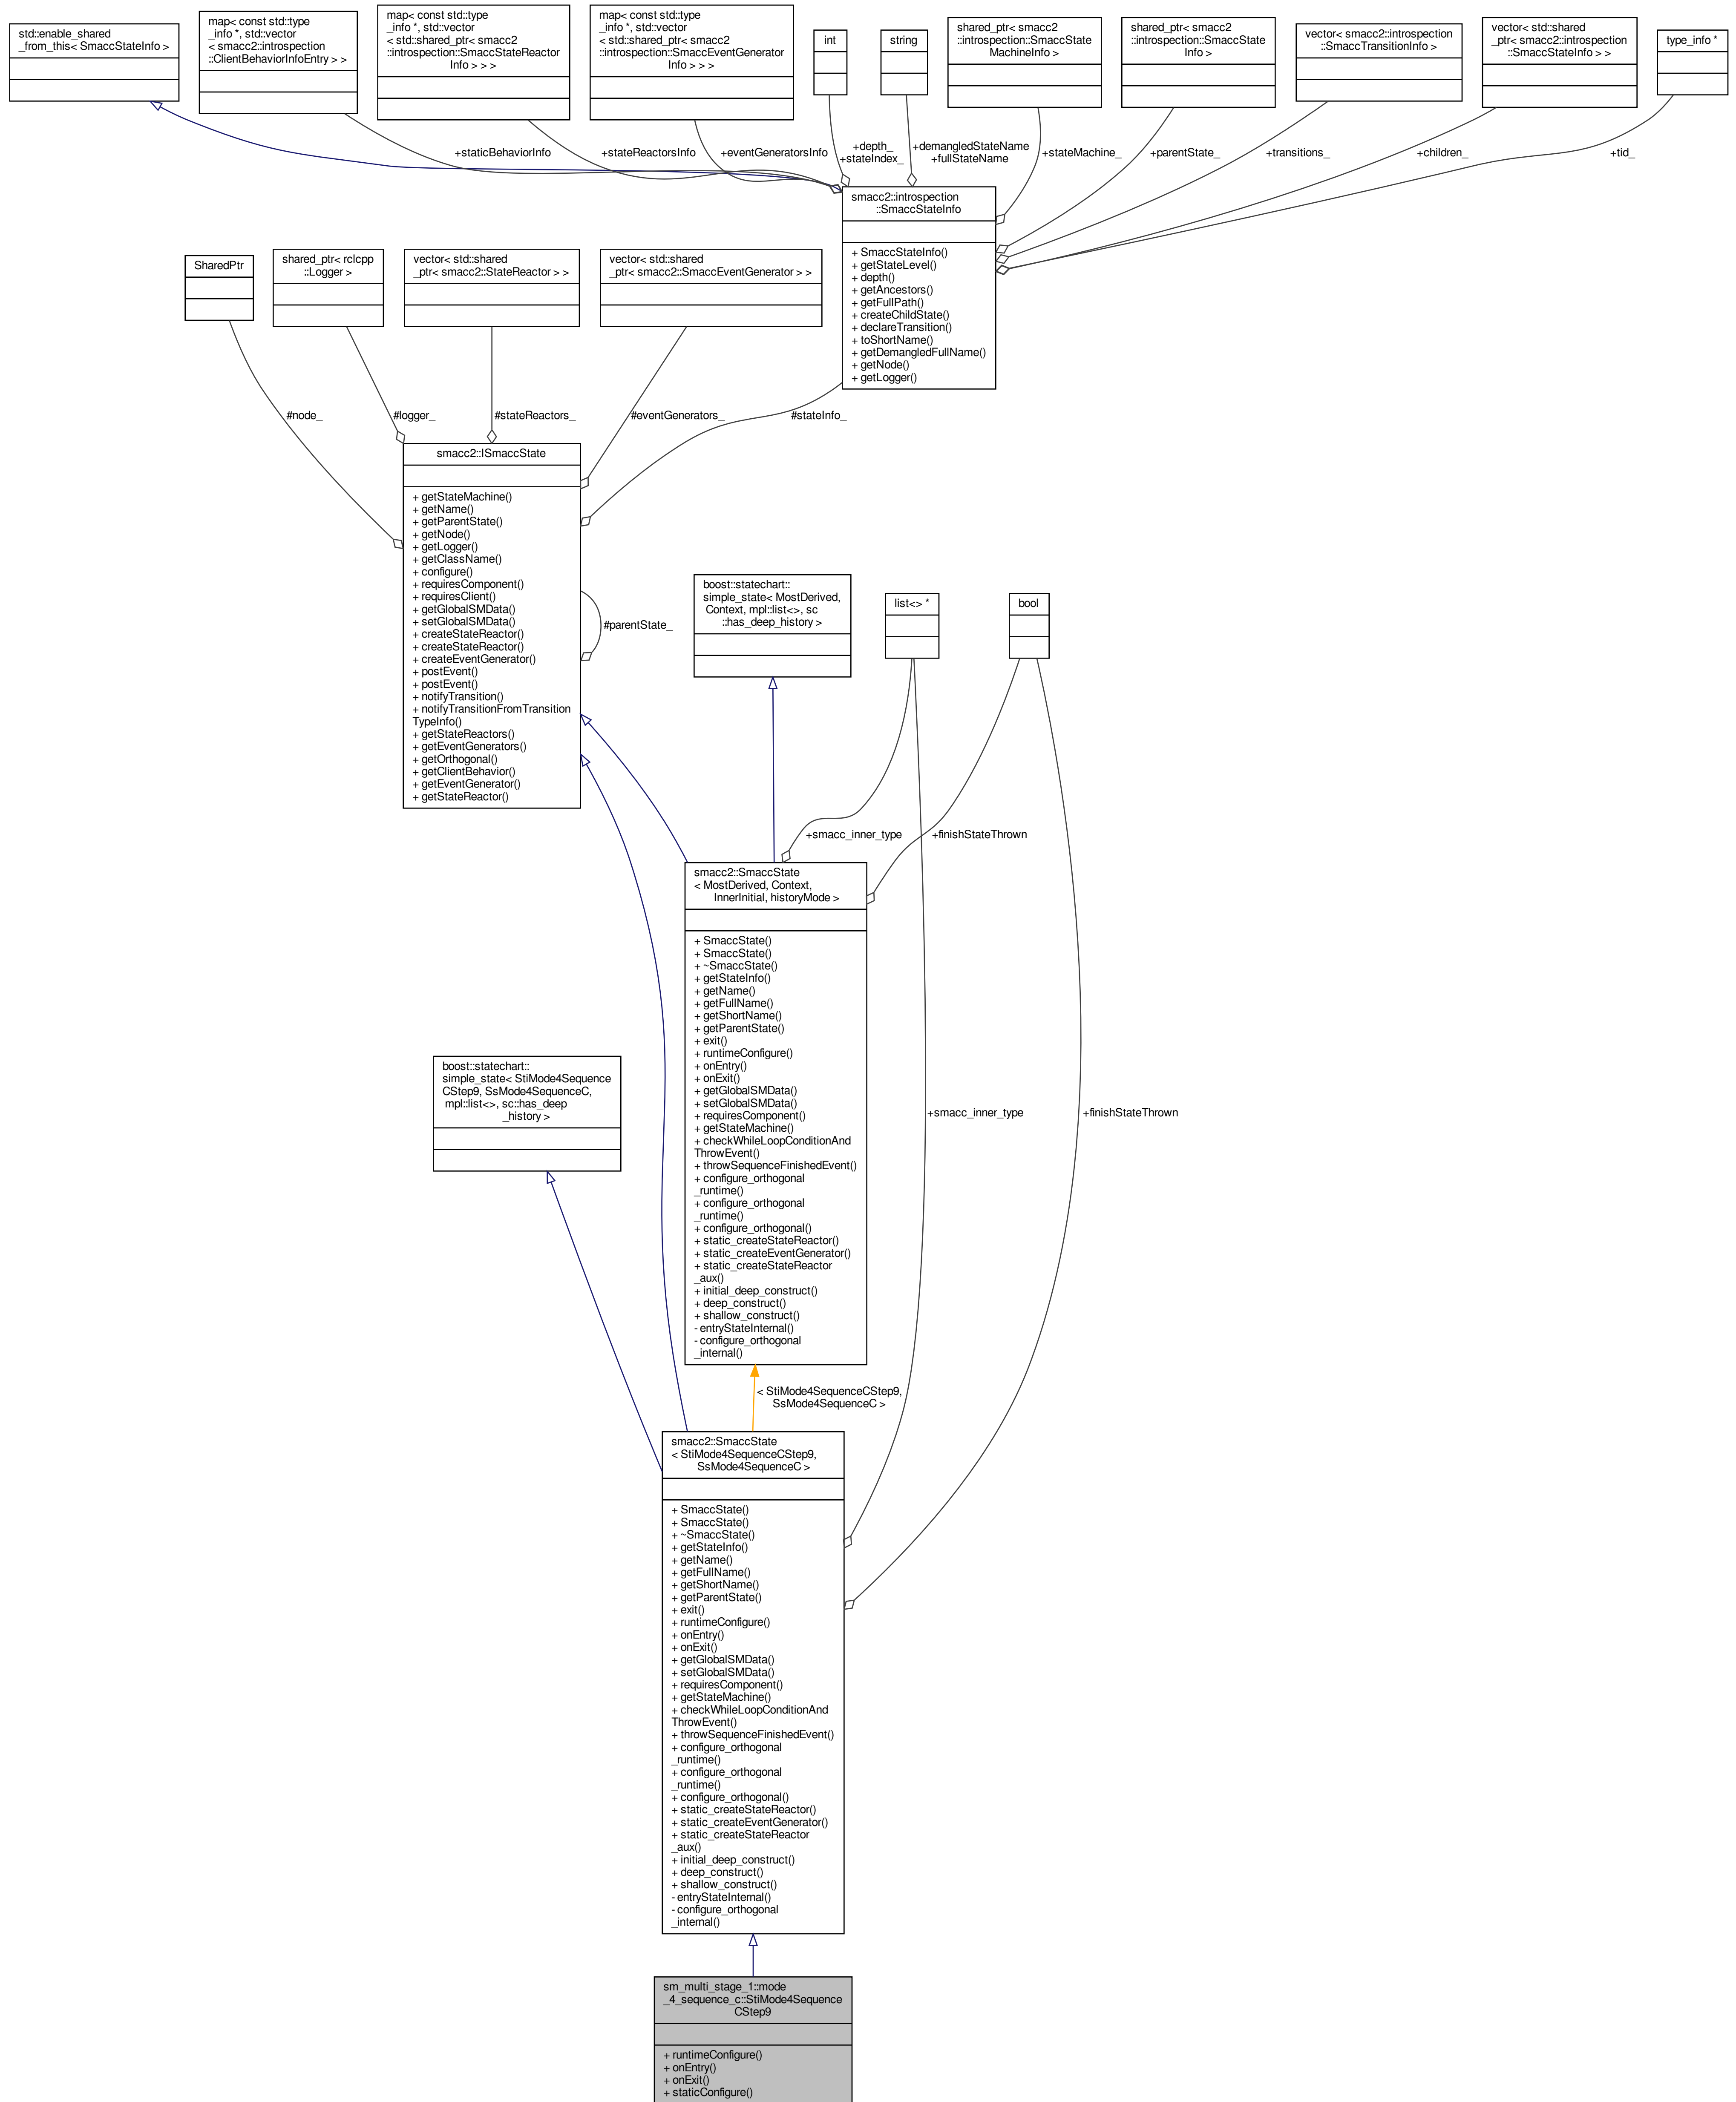 std::enable_shared
_from_this< SmaccStateInfo >
map< const std::type
_info *, std::vector
< smacc2::introspection
::ClientBehaviorInfoEntry > >
map< const std::type
_info *, std::vector
< std::shared_ptr< smacc2
::introspection::SmaccStateReactor
Info > > >
map< const std::type
_info *, std::vector
< std::shared_ptr< smacc2
::introspection::SmaccEventGenerator
Info > > >
int
string
shared_ptr< smacc2
::introspection::SmaccState
MachineInfo >
shared_ptr< smacc2
::introspection::SmaccState
Info >
vector< smacc2::introspection
::SmaccTransitionInfo >
vector< std::shared
_ptr< smacc2::introspection
::SmaccStateInfo > >
type_info *
+staticBehaviorInfo
+stateReactorsInfo
+eventGeneratorsInfo
+depth_
+stateIndex_
+demangledStateName
+fullStateName
+stateMachine_
+parentState_
+transitions_
+children_
+tid_
smacc2::introspection
::SmaccStateInfo
+ SmaccStateInfo()
+ getStateLevel()
+ depth()
+ getAncestors()
+ getFullPath()
+ createChildState()
+ declareTransition()
+ toShortName()
+ getDemangledFullName()
+ getNode()
+ getLogger()
SharedPtr
shared_ptr< rclcpp
::Logger >
vector< std::shared
_ptr< smacc2::StateReactor > >
vector< std::shared
_ptr< smacc2::SmaccEventGenerator > >
#node_
#logger_
#stateReactors_
#eventGenerators_
#stateInfo_
smacc2::ISmaccState
+ getStateMachine()
+ getName()
+ getParentState()
+ getNode()
+ getLogger()
+ getClassName()
+ configure()
+ requiresComponent()
+ requiresClient()
+ getGlobalSMData()
+ setGlobalSMData()
+ createStateReactor()
+ createStateReactor()
+ createEventGenerator()
+ postEvent()
+ postEvent()
+ notifyTransition()
+ notifyTransitionFromTransition
TypeInfo()
+ getStateReactors()
+ getEventGenerators()
+ getOrthogonal()
+ getClientBehavior()
+ getEventGenerator()
+ getStateReactor()
#parentState_
boost::statechart::
simple_state< MostDerived,
Context, mpl::list<>, sc
::has_deep_history >
list<> *
bool
+smacc_inner_type
+finishStateThrown
smacc2::SmaccState
< MostDerived, Context,
InnerInitial, historyMode >
+ SmaccState()
+ SmaccState()
+ ~SmaccState()
+ getStateInfo()
+ getName()
+ getFullName()
+ getShortName()
+ getParentState()
+ exit()
+ runtimeConfigure()
+ onEntry()
+ onExit()
+ getGlobalSMData()
+ setGlobalSMData()
+ requiresComponent()
+ getStateMachine()
+ checkWhileLoopConditionAnd
ThrowEvent()
+ throwSequenceFinishedEvent()
+ configure_orthogonal
_runtime()
+ configure_orthogonal
_runtime()
+ configure_orthogonal()
+ static_createStateReactor()
+ static_createEventGenerator()
+ static_createStateReactor
_aux()
+ initial_deep_construct()
+ deep_construct()
+ shallow_construct()
- entryStateInternal()
- configure_orthogonal
_internal()
boost::statechart::
simple_state< StiMode4Sequence
CStep9, SsMode4SequenceC,
mpl::list<>, sc::has_deep
_history >
+smacc_inner_type
+finishStateThrown
< StiMode4SequenceCStep9,
SsMode4SequenceC >
smacc2::SmaccState
< StiMode4SequenceCStep9,
SsMode4SequenceC >
+ SmaccState()
+ SmaccState()
+ ~SmaccState()
+ getStateInfo()
+ getName()
+ getFullName()
+ getShortName()
+ getParentState()
+ exit()
+ runtimeConfigure()
+ onEntry()
+ onExit()
+ getGlobalSMData()
+ setGlobalSMData()
+ requiresComponent()
+ getStateMachine()
+ checkWhileLoopConditionAnd
ThrowEvent()
+ throwSequenceFinishedEvent()
+ configure_orthogonal
_runtime()
+ configure_orthogonal
_runtime()
+ configure_orthogonal()
+ static_createStateReactor()
+ static_createEventGenerator()
+ static_createStateReactor
_aux()
+ initial_deep_construct()
+ deep_construct()
+ shallow_construct()
- entryStateInternal()
- configure_orthogonal
_internal()
sm_multi_stage_1::mode
_4_sequence_c::StiMode4Sequence
CStep9
+ runtimeConfigure()
+ onEntry()
+ onExit()
+ staticConfigure()